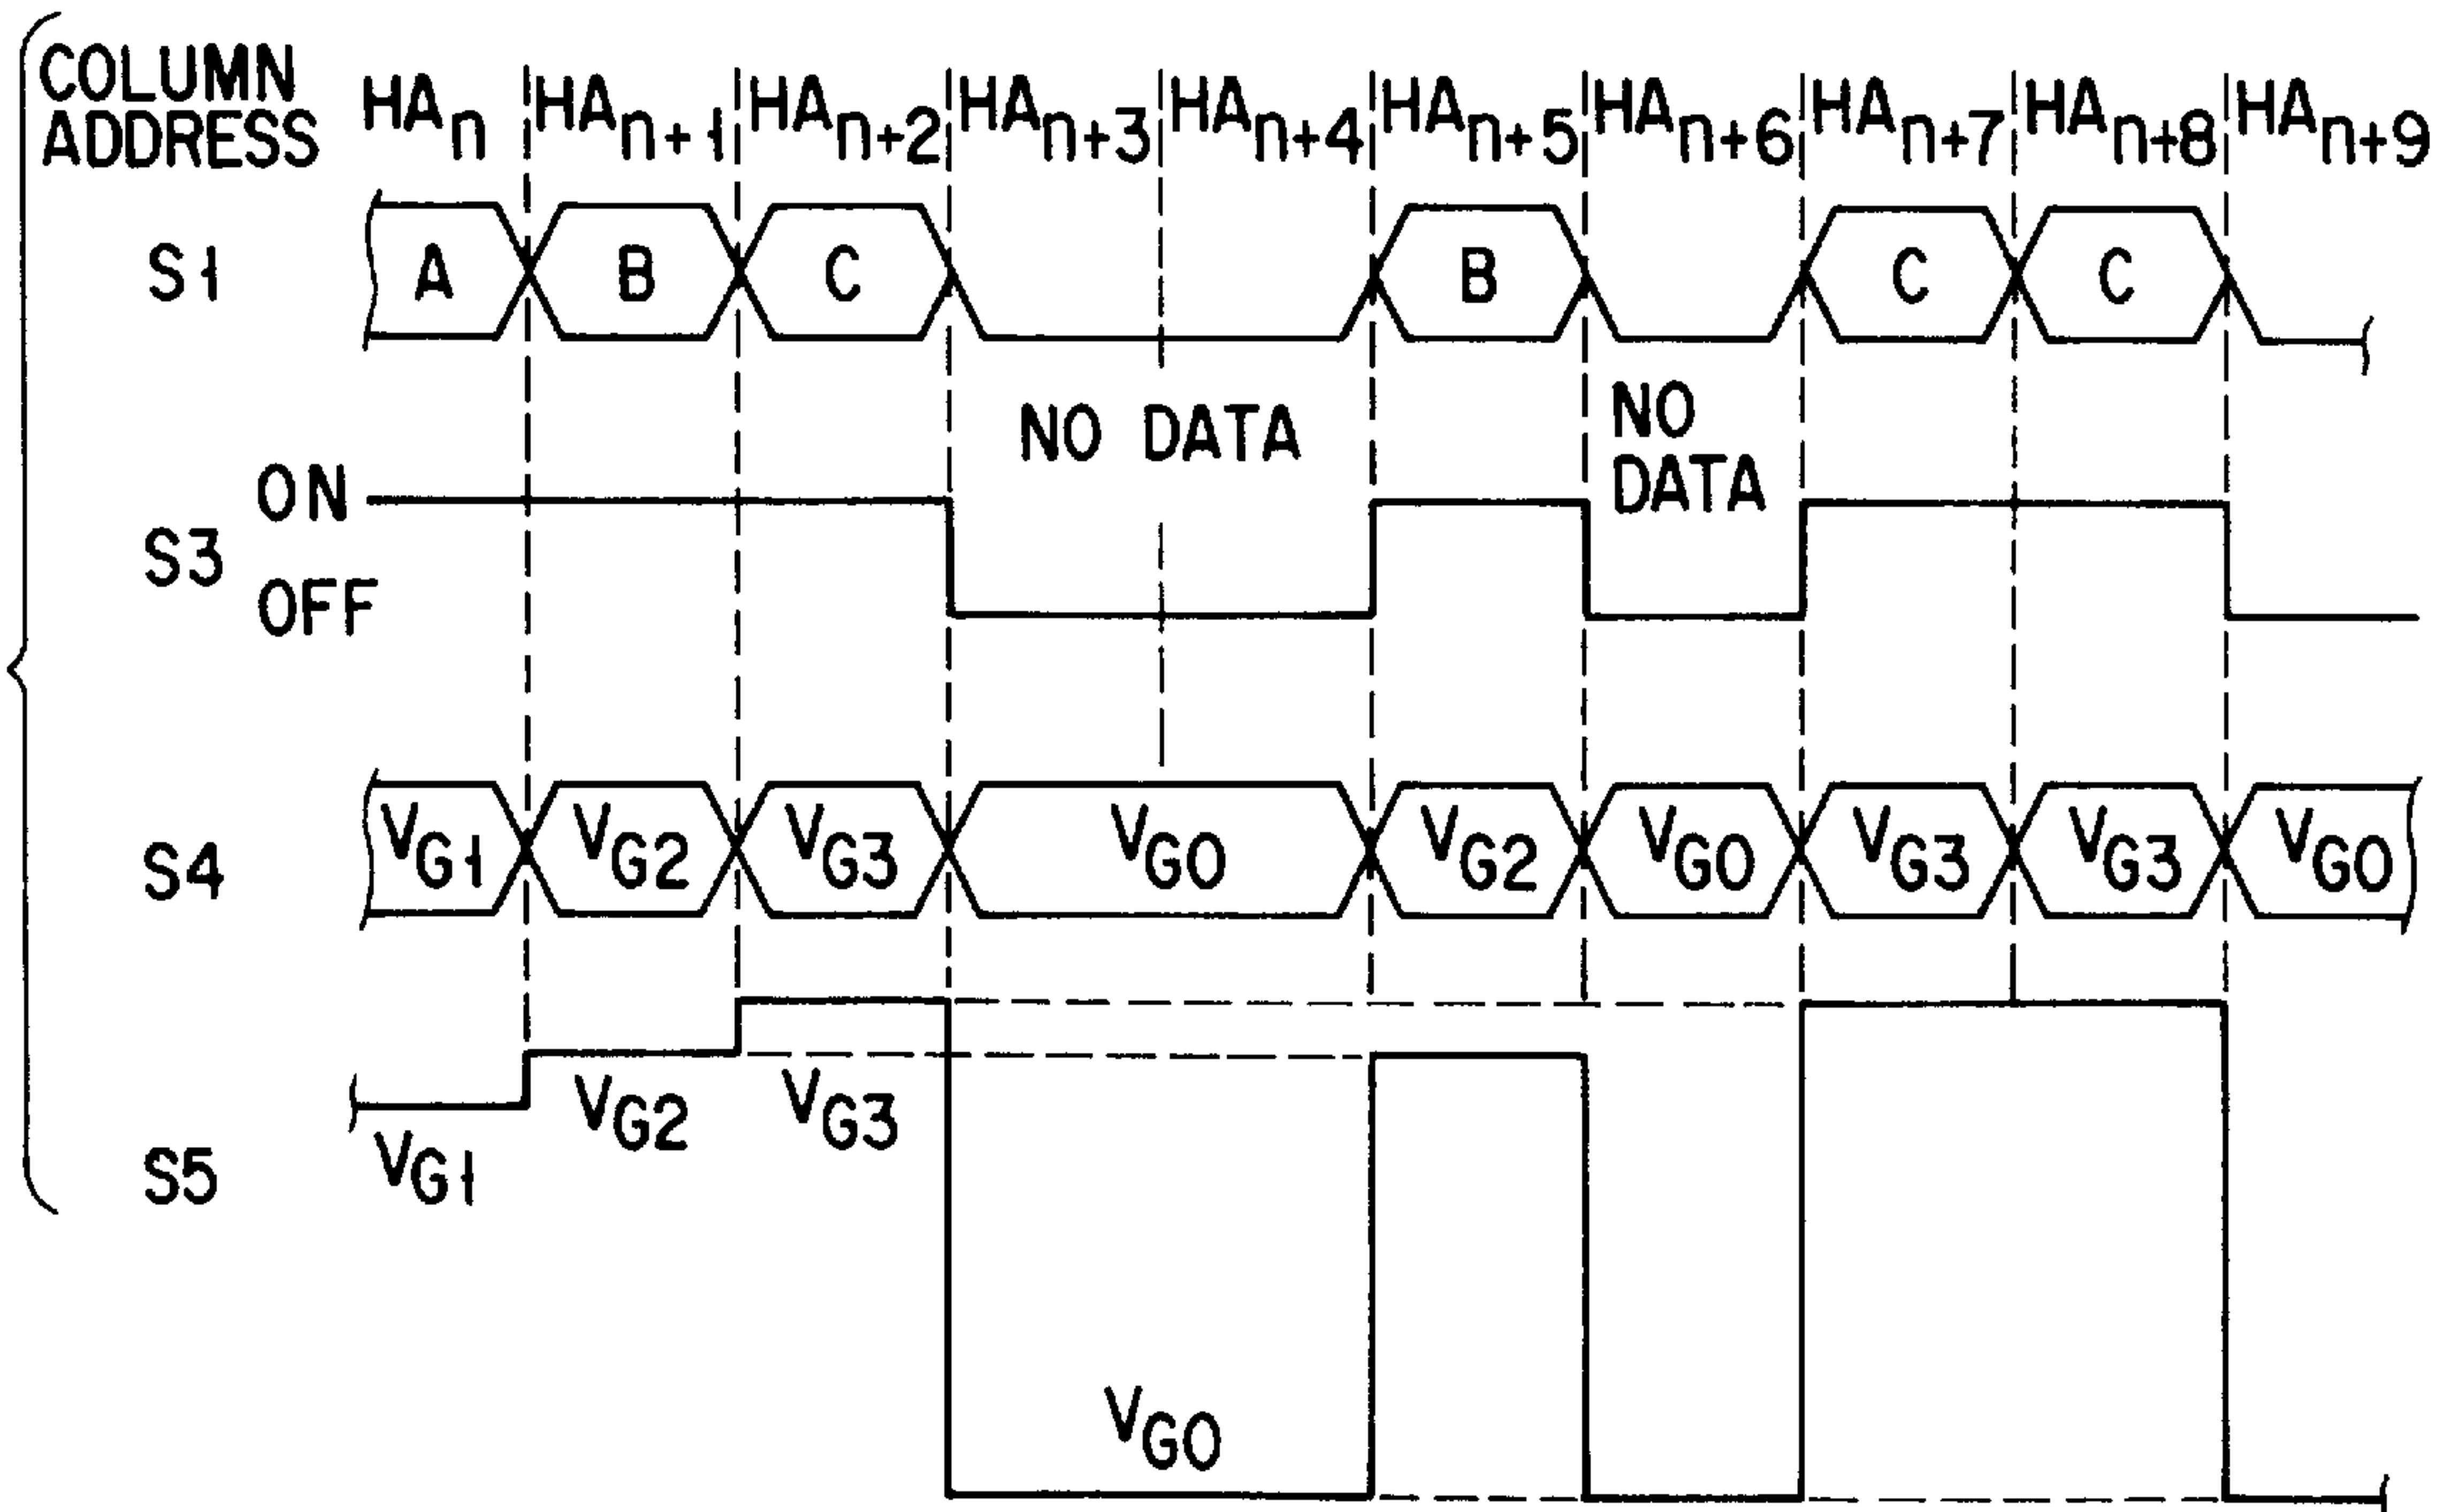 COLUMN
ADDRESS
HAn HAn+1 HAn+2 HAn+3 HAn+4 HAn+5 HAn+6 HAn+7 HAn+8 HAn+9
S1 A B C B C C
NO DATA
NO
DATA
ON
S3
OFF
S4 VG1 VG2 VG3 VG0 VG2 VG0 VG3 VG3 VG0
VG2 VG3
S5 VG1
VG0